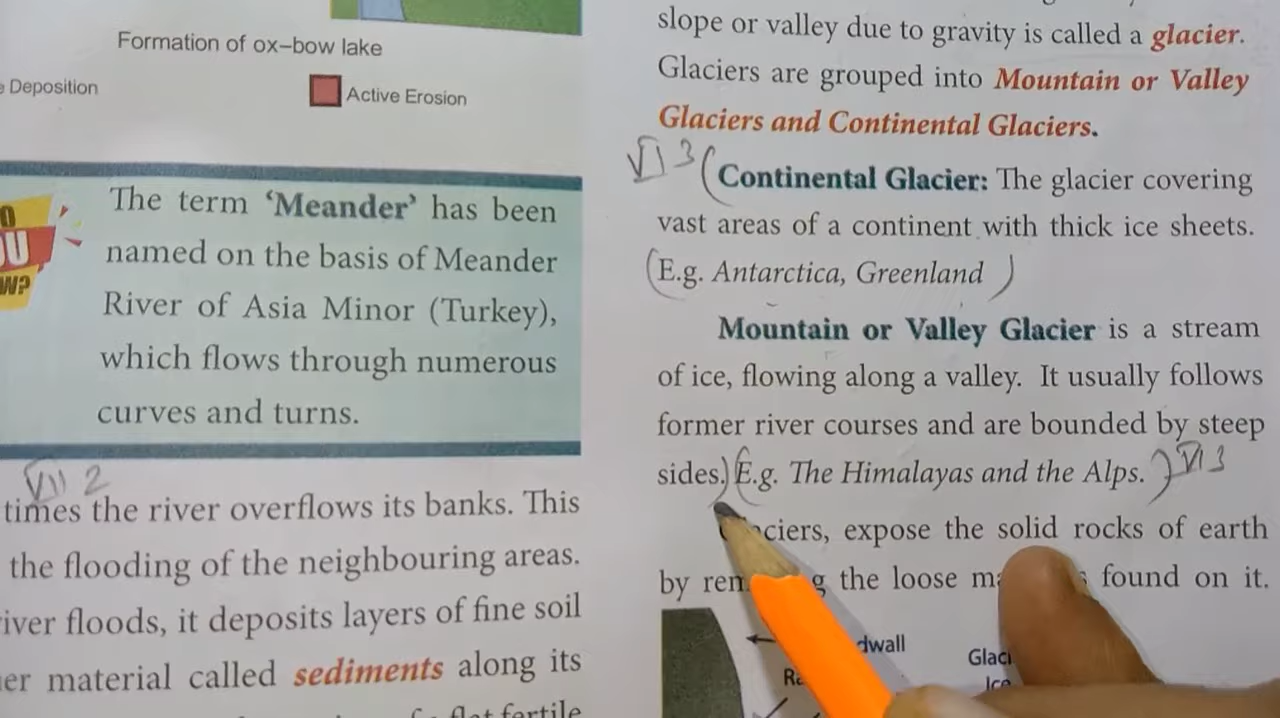 Formation of ox–bow lake
Deposition
Active Erosion
The term ‘Meander’ has been
named on the basis of Meander
River of Asia Minor (Turkey),
which flows through numerous
curves and turns.
VII 2
times the river overflows its banks. This
the flooding of the neighbouring areas.
river floods, it deposits layers of fine soil
material called sediments along its
slope or valley due to gravity is called a glacier.
Glaciers are grouped into Mountain or Valley
Glaciers and Continental Glaciers.
VI 3
Continental Glacier: The glacier covering
vast areas of a continent with thick ice sheets.
(E.g. Antarctica, Greenland )
Mountain or Valley Glacier is a stream
of ice, flowing along a valley. It usually follows
former river courses and are bounded by steep
sides.) (E.g. The Himalayas and the Alps. ) VI 3
expose the solid rocks of earth
by the loose found on it.
Ice